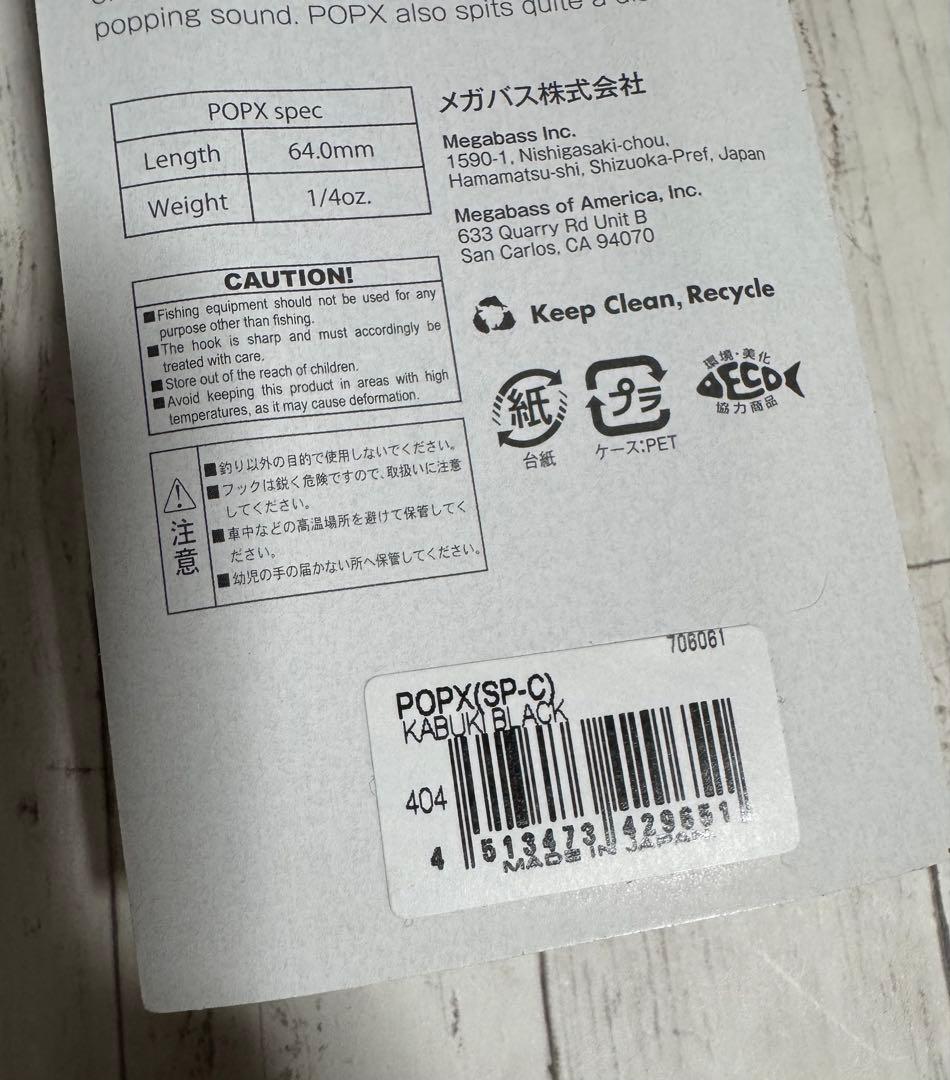 popping sound. POPX also spits quite a
POPX spec
Length 64.0mm
Weight 1/4oz.
メガバス株式会社
Megabass Inc.
1590-1, Nishigasaki-chou,
Hamamatsu-shi, Shizuoka-Pref, Japan
Megabass of America, Inc.
633 Quarry Rd Unit B
San Carlos, CA 94070
CAUTION!
■Fishing equipment should not be used for any
purpose other than fishing.
■The hook is sharp and must accordingly be
treated with care.
■Store out of the reach of children.
■Avoid keeping this product in areas with high
temperatures, as it may cause deformation.
Keep Clean, Recycle
紙
台紙
プラ
ケース:PET
環境・美化
ECO
協力商品
注意
■釣り以外の目的で使用しないでください。
■フックは鋭く危険ですので、取扱いに注意
してください。
■車中などの高温場所を避けて保管してく
ださい。
■幼児の手の届かない所へ保管してください。
706061
POPX(SP-C)
KABUKI BLACK
404
4 513473 429651
MADE IN JAPAN